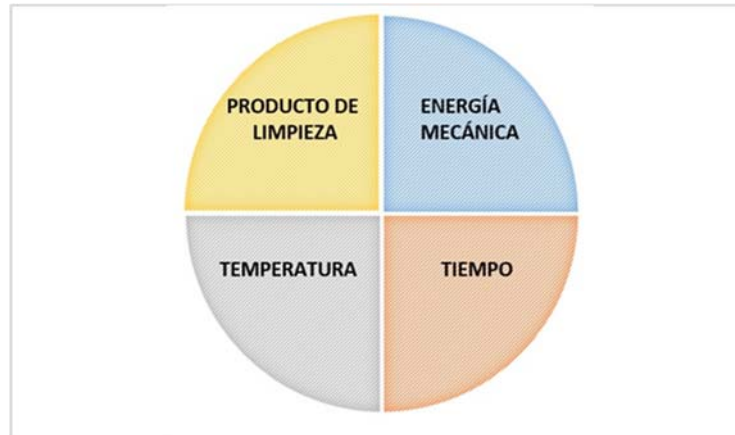 PRODUCTO DE
LIMPIEZA
ENERGÍA
MECÁNICA
TEMPERATURA
TIEMPO